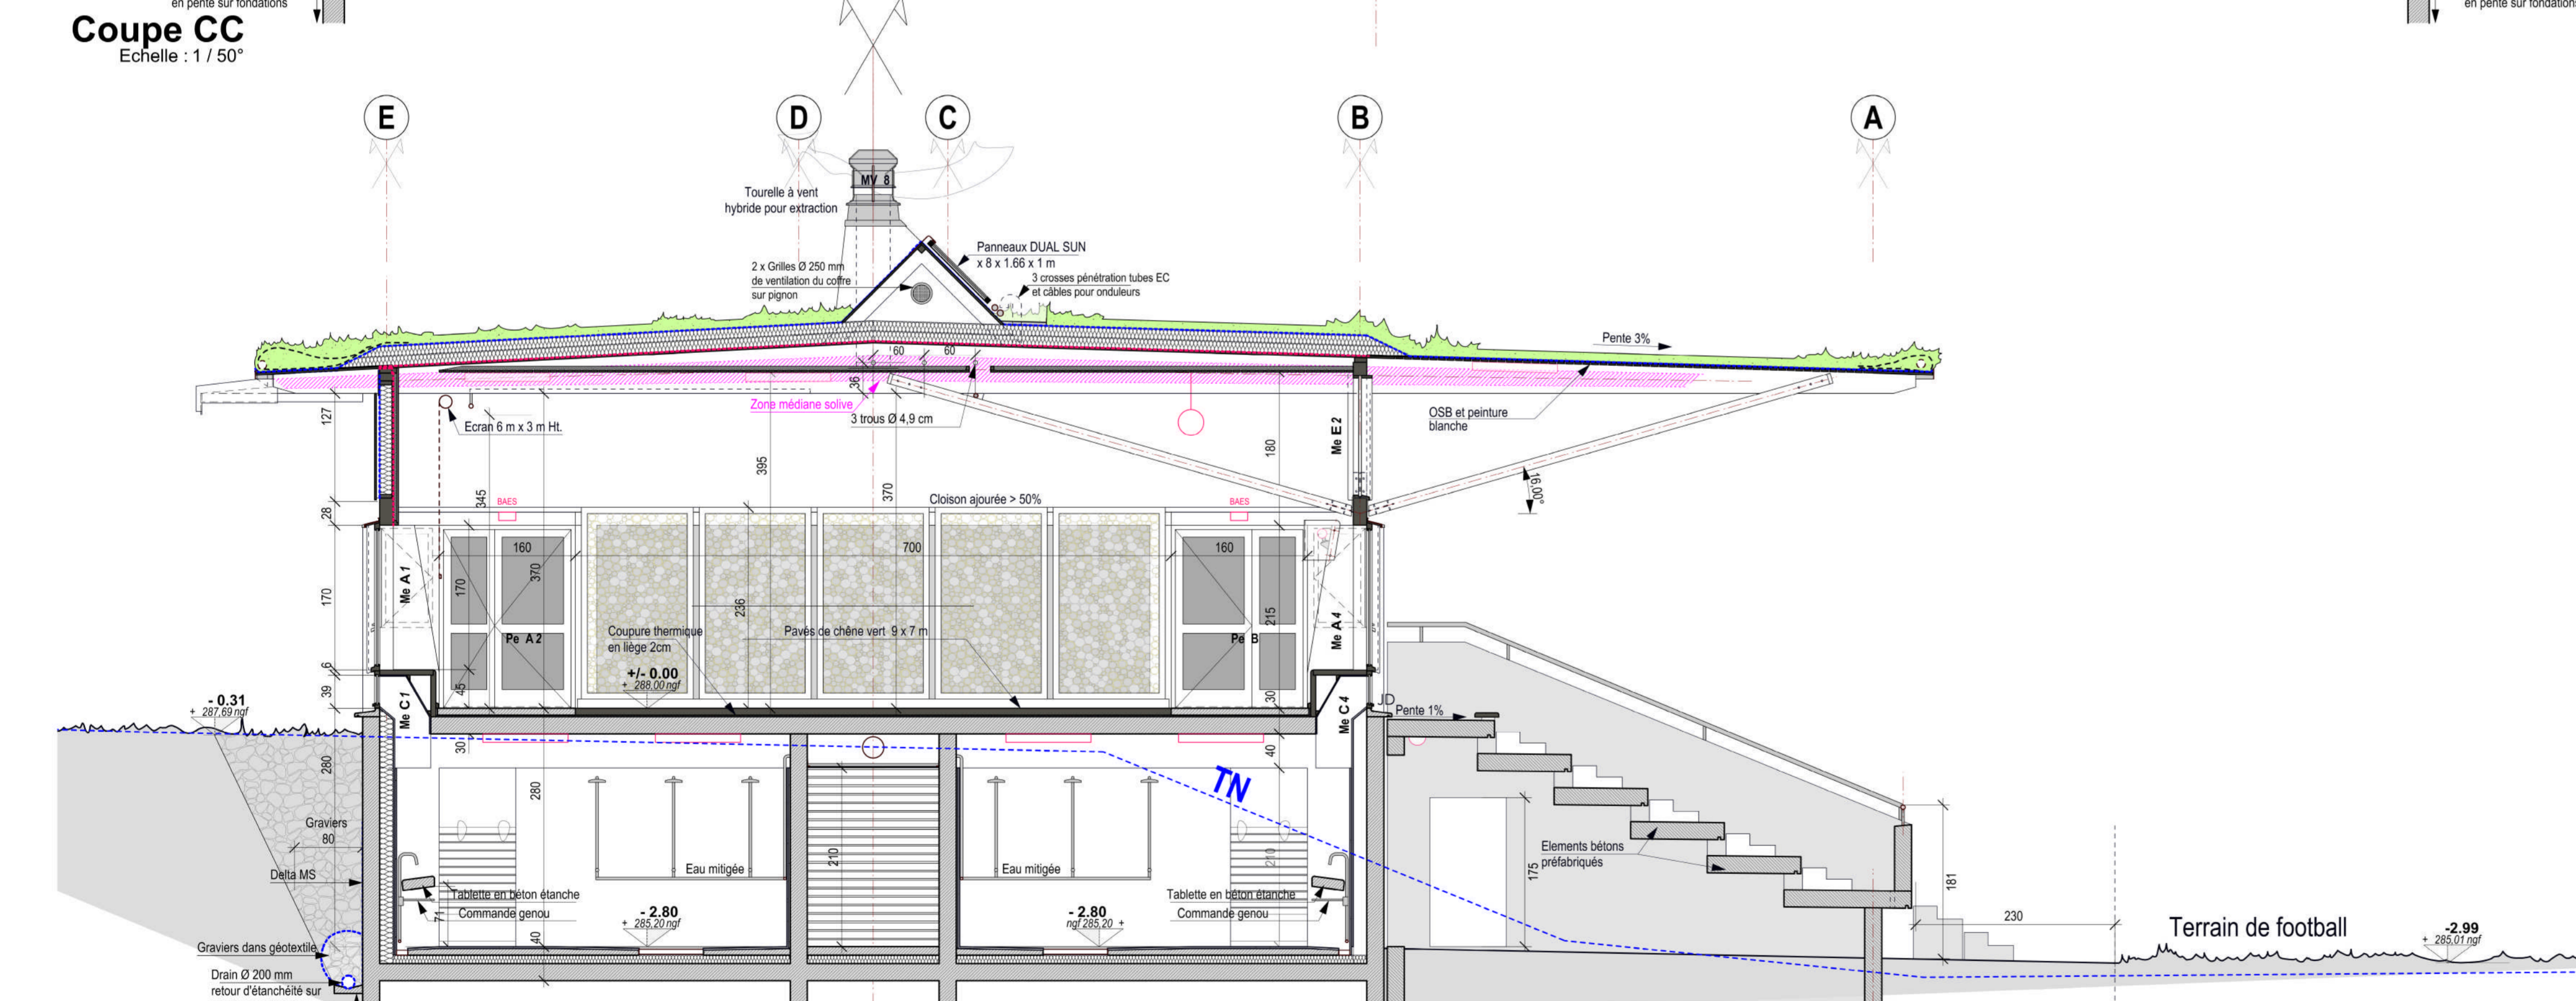 en pente sur fondations
en pente sur fondations
Coupe CC
Echelle : 1 / 50°
E
D
C
B
A
MV 8
Tourelle à vent
hybride pour extraction
Panneaux DUAL SUN
x 8 x 1.66 x 1 m
2 x Grilles Ø 250 mm
de ventilation du coffre
sur pignon
3 crosses pénétration tubes EC
et câbles pour onduleurs
Pente 3%
60
60
36
Zone médiane solive
3 trous Ø 4,9 cm
Ecran 6 m x 3 m Ht.
OSB et peinture
blanche
127
Me E 2
180
395
345
370
16,00°
BAES
BAES
Cloison ajourée > 50%
28
160
700
160
170
Me A 1
170
370
236
215
Me A 4
Pe A 2
Pe B
Coupure thermique
en liège 2cm
Pavés de chêne vert 9 x 7 m
+/- 0.00
+ 288,00 ngf
6
39
45
30
Me C 1
Me C 4
JD
Pente 1%
- 0.31
+ 287,69 ngf
30
40
280
280
TN
Graviers
80
Delta MS
210
210
Eau mitigée
Eau mitigée
Elements bétons
préfabriqués
175
181
Tablette en béton étanche
Commande genou
71
Tablette en béton étanche
Commande genou
- 2.80
+ 285,20 ngf
- 2.80
ngf 285,20 +
230
Terrain de football
-2.99
+ 285,01 ngf
40
Graviers dans géotextile
Drain Ø 200 mm
retour d'étanchéité sur